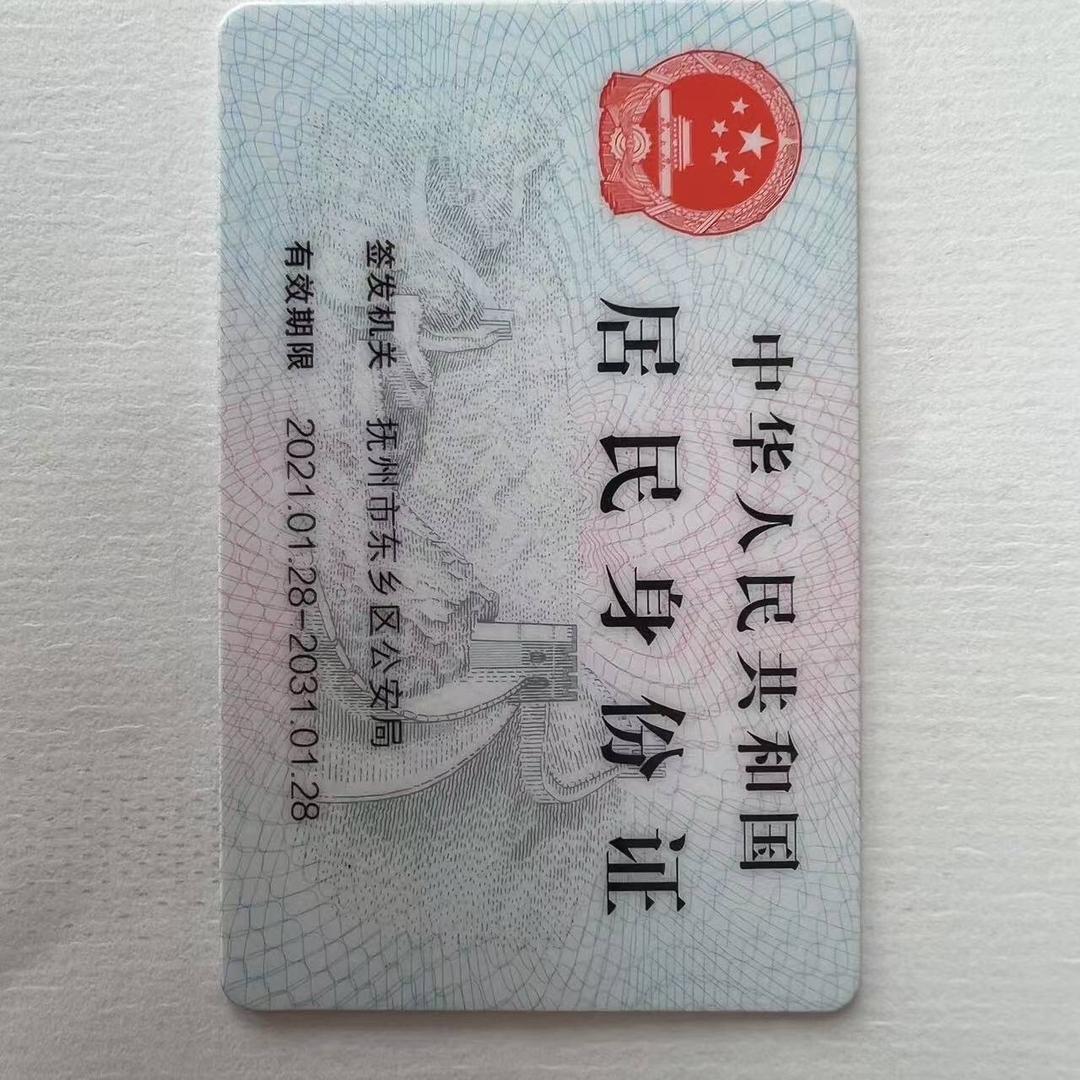 中华人民共和国
居民身份证
签发机关 抚州市东乡区公安局
有效期限 2021.01.28-2031.01.28